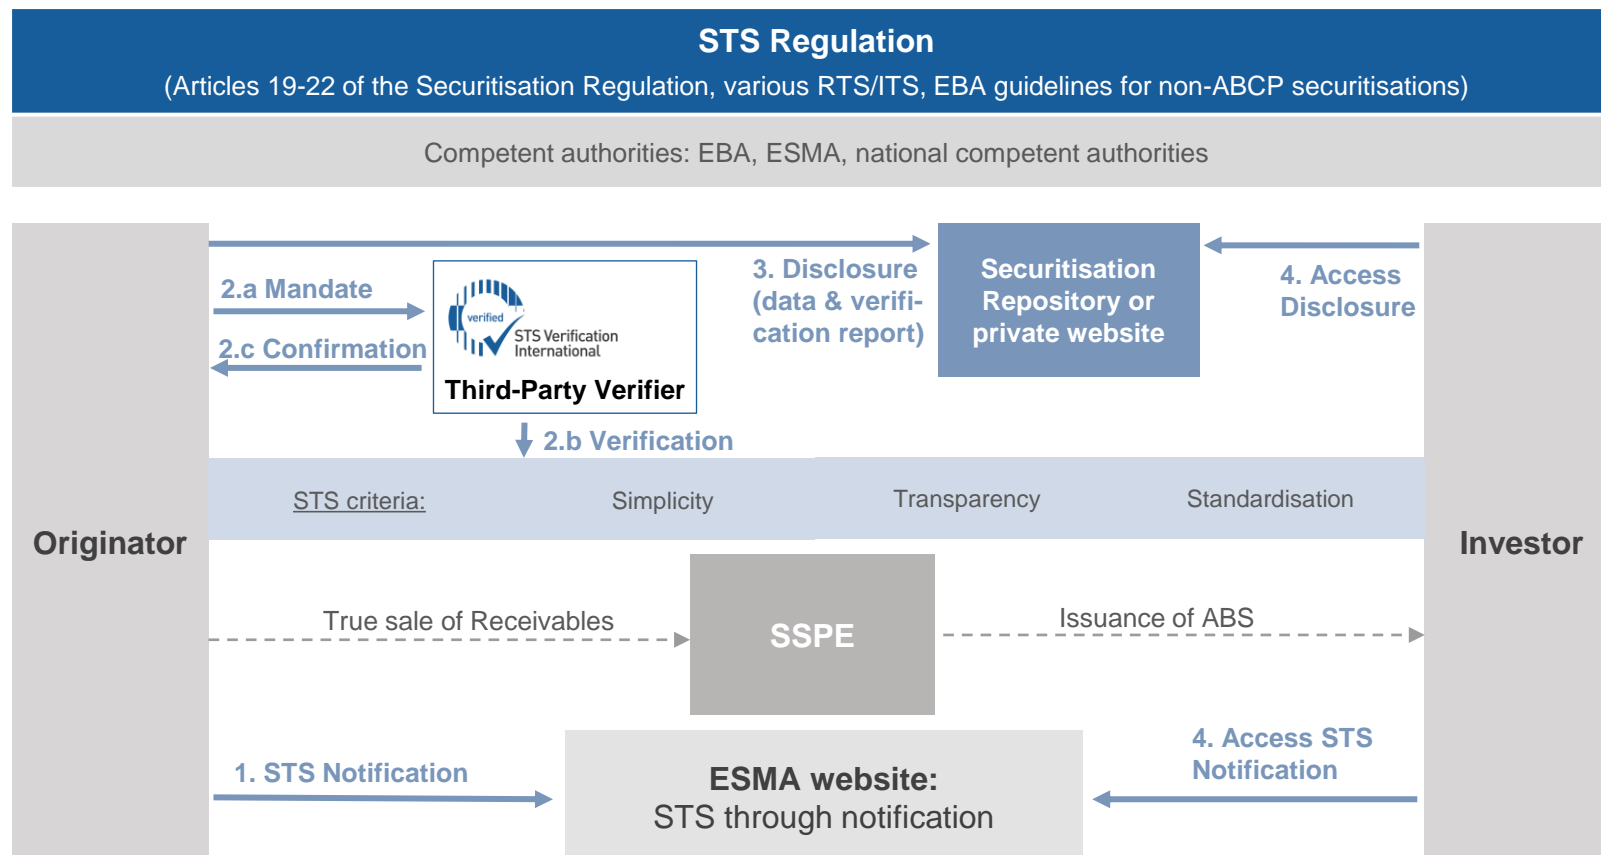 STS Regulation
(Articles 19-22 of the Securitisation Regulation, various RTS/ITS, EBA guidelines for non-ABCP securitisations)
Competent authorities: EBA, ESMA, national competent authorities
Originator
2.a Mandate
2.c Confirmation
verified
STS Verification
International
Third-Party Verifier
2.b Verification
3. Disclosure
(data & verifi-
cation report)
Securitisation
Repository or
private website
4. Access
Disclosure
Investor
STS criteria:
Simplicity
Transparency
Standardisation
True sale of Receivables
SSPE
Issuance of ABS
1. STS Notification
ESMA website:
STS through notification
4. Access STS
Notification